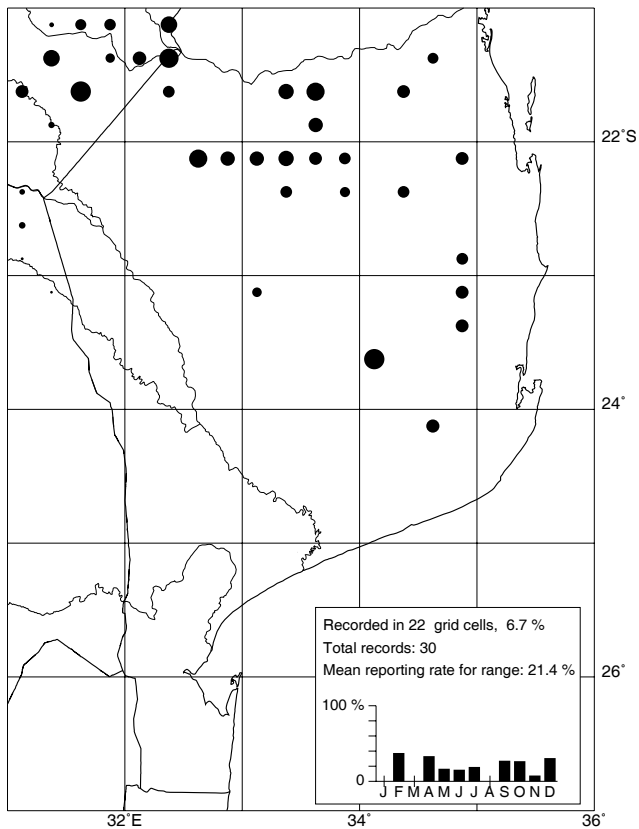 22°S
24°
Recorded in 22 grid cells, 6.7 %
Total records: 30
Mean reporting rate for range: 21.4 %
26°
100 %
0
J F M A M J J A S O N D
32°E
34°
36°